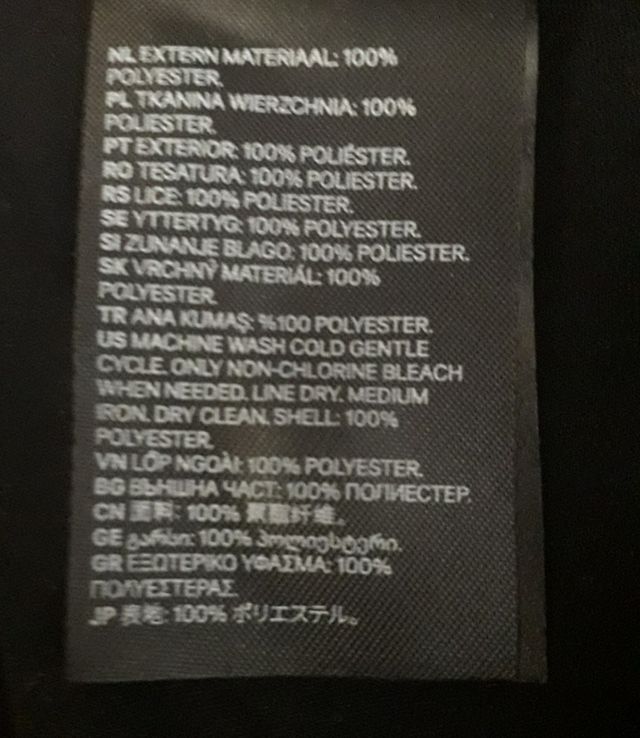 NL EXTERN MATERIAAL: 100%
POLYESTER.
PL TKANINA WIERZCHNIA: 100%
POLIESTER.
PT EXTERIOR: 100% POLIÉSTER.
RO TESATURA: 100% POLIESTER.
RS LICE: 100% POLIESTER.
SE YTTERTYG: 100% POLYESTER.
SI ZUNANJE BLAGO: 100% POLIESTER.
SK VRCHNÝ MATERIÁL: 100%
POLYESTER.
TR ANA KUMAŞ: %100 POLYESTER.
US MACHINE WASH COLD GENTLE
CYCLE. ONLY NON-CHLORINE BLEACH
WHEN NEEDED. LINE DRY. MEDIUM
IRON. DRY CLEAN. SHELL: 100%
POLYESTER.
VN LỚP NGOÀI: 100% POLYESTER.
BG ВЪНШНА ЧАСТ: 100% ПОЛИЕСТЕР.
CN 面料: 100% 聚酯纤维。
GE გარსი: 100% პოლიესტერი.
GR ΕΞΩΤΕΡΙΚΟ ΥΦΑΣΜΑ: 100%
ΠΟΛΥΕΣΤΕΡΑΣ.
JP 表地: 100% ポリエステル。